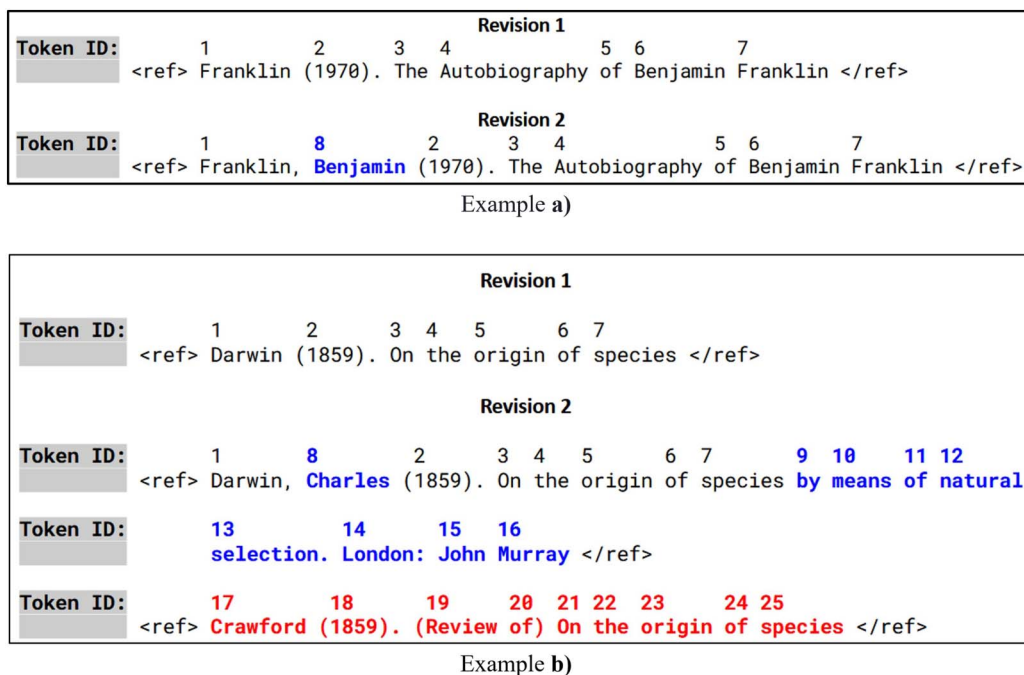 Revision 1
Token ID: 1 2 3 4 5 6 7
<ref> Franklin (1970). The Autobiography of Benjamin Franklin </ref>
Revision 2
Token ID: 1 8 2 3 4 5 6 7
<ref> Franklin, Benjamin (1970). The Autobiography of Benjamin Franklin </ref>
Example a)
Revision 1
Token ID: 1 2 3 4 5 6 7
<ref> Darwin (1859). On the origin of species </ref>
Revision 2
Token ID: 1 8 2 3 4 5 6 7 9 10 11 12
<ref> Darwin, Charles (1859). On the origin of species by means of natural
Token ID: 13 14 15 16
selection. London: John Murray </ref>
Token ID: 17 18 19 20 21 22 23 24 25
<ref> Crawford (1859). (Review of) On the origin of species </ref>
Example b)